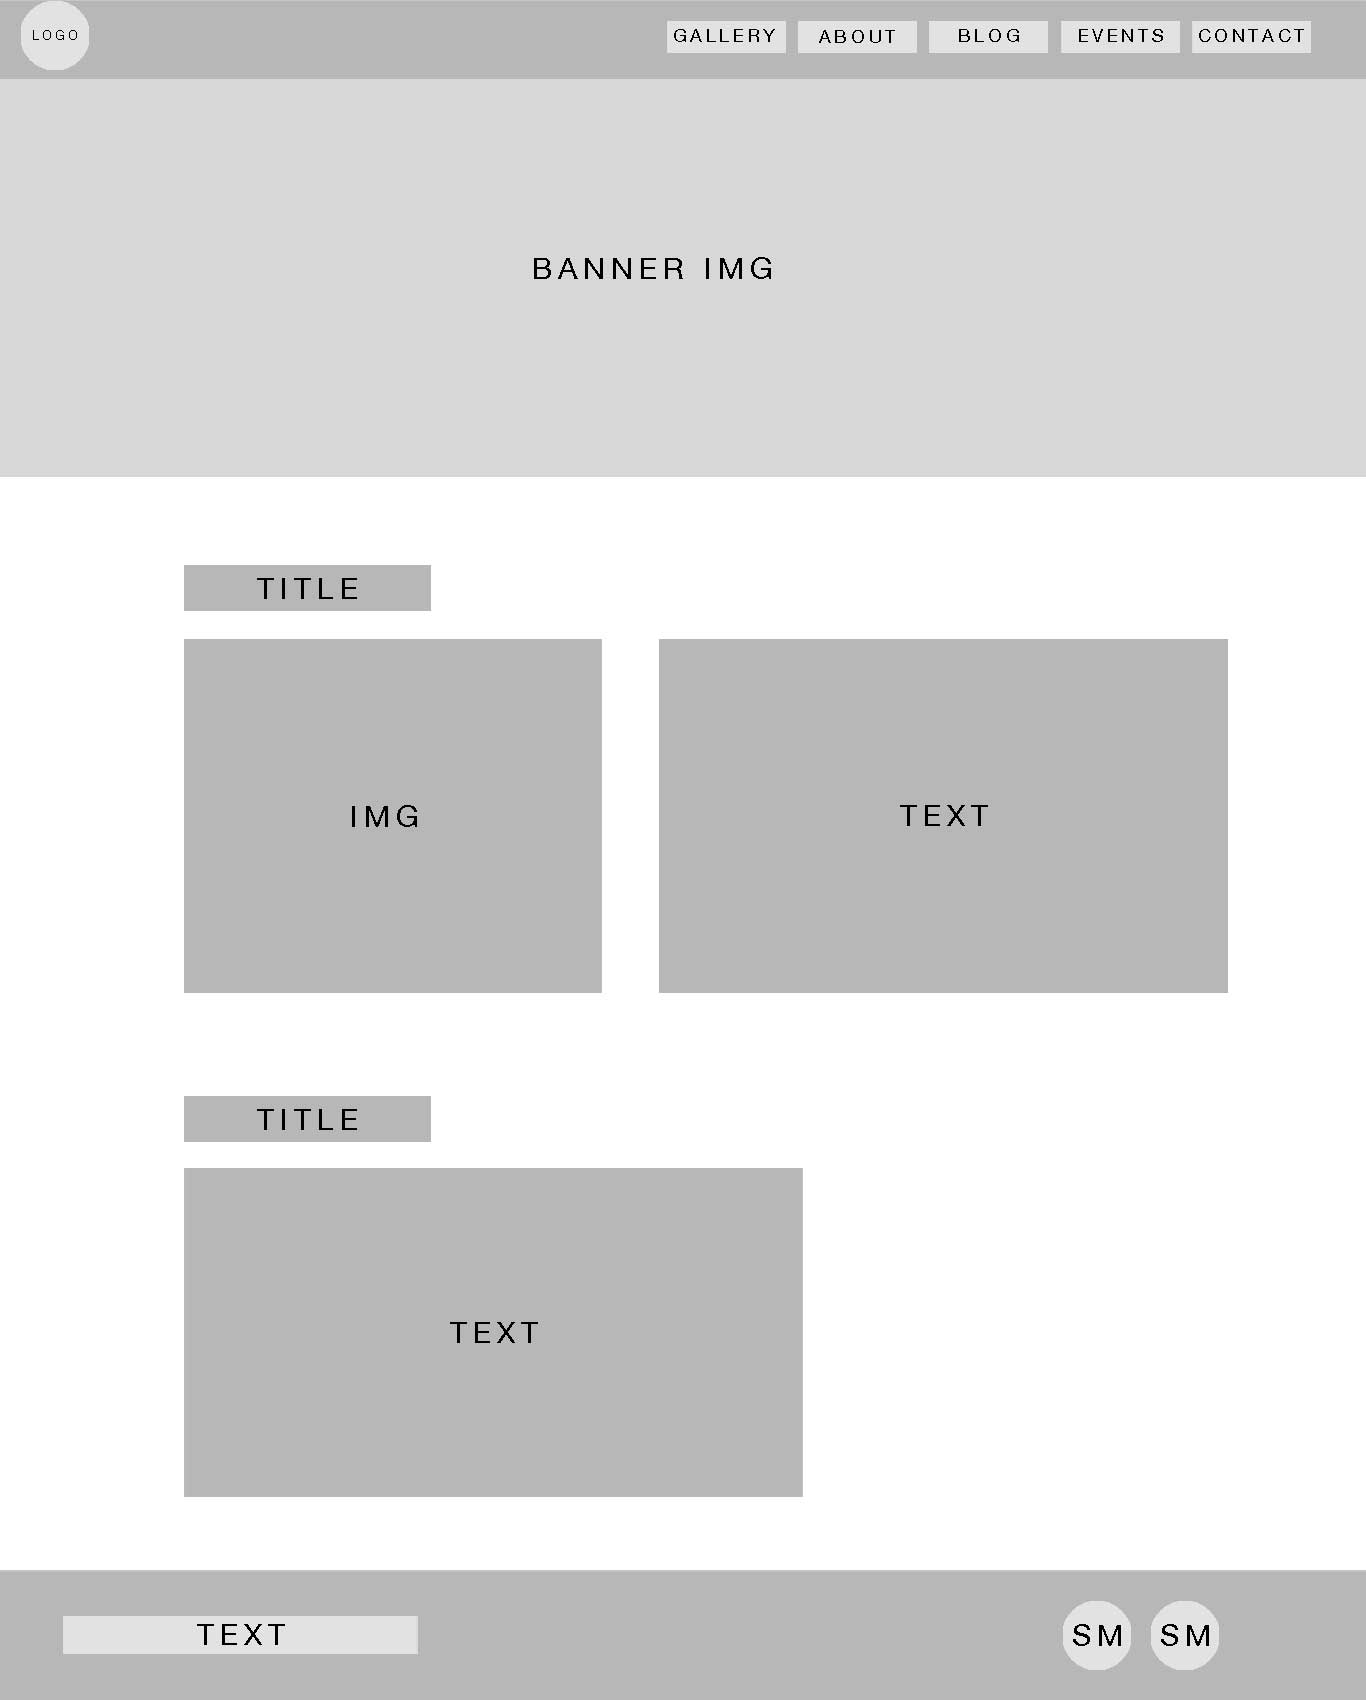 LOGO
GALLERY ABOUT BLOG EVENTS CONTACT
BANNER IMG
TITLE
IMG TEXT
TITLE
TEXT
TEXT SM SM